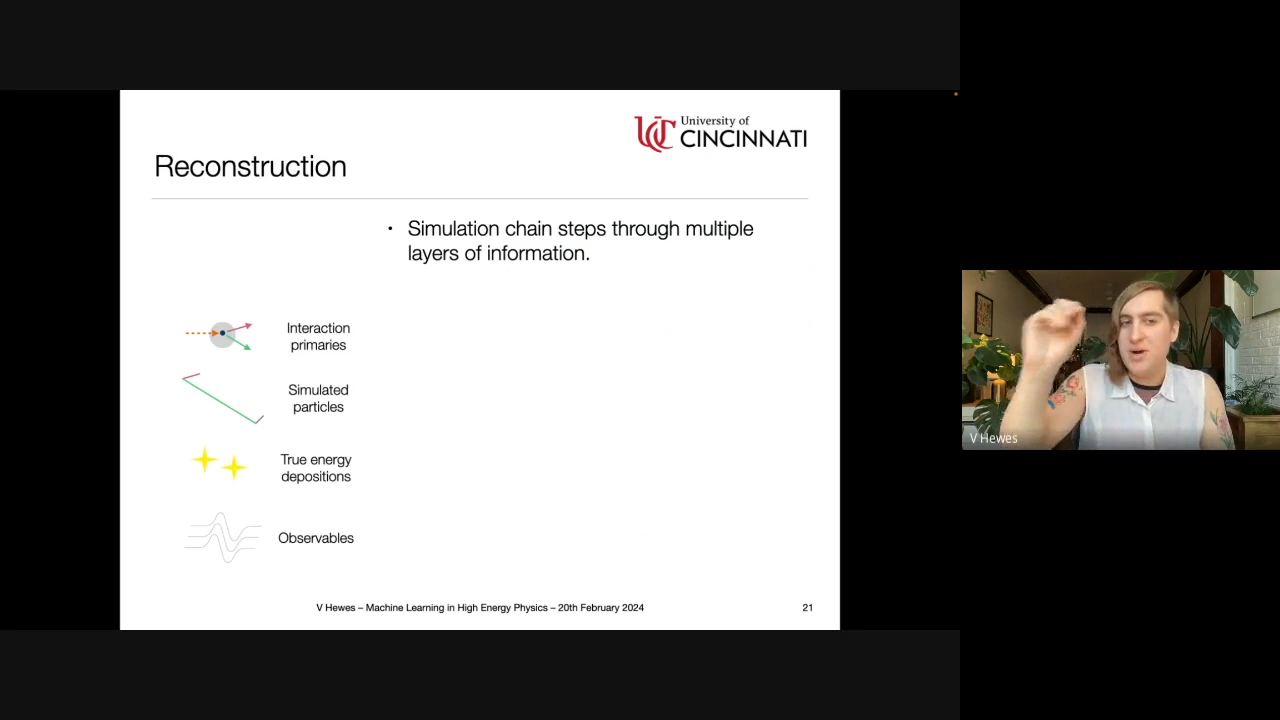 University of
CINCINNATI
Reconstruction
• Simulation chain steps through multiple
layers of information.
Interaction
primaries
Simulated
particles
True energy
depositions
Observables
V Hewes – Machine Learning in High Energy Physics – 20th February 2024
21
V Hewes